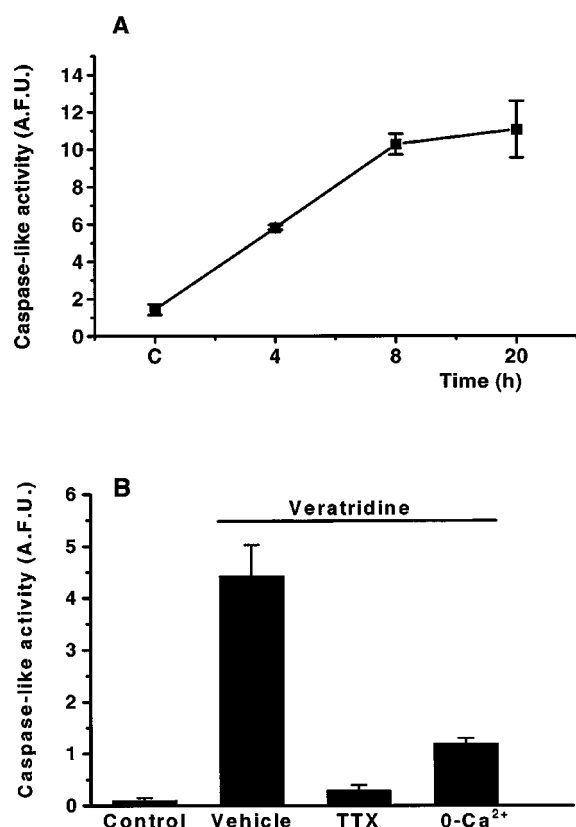 A
Caspase-like activity (A.F.U.)
14
12
10
8
6
4
2
0
C 4 8 20
Time (h)
B
Caspase-like activity (A.F.U.)
Veratridine
6
5
4
3
2
1
0
Control Vehicle TTX 0-Ca²⁺